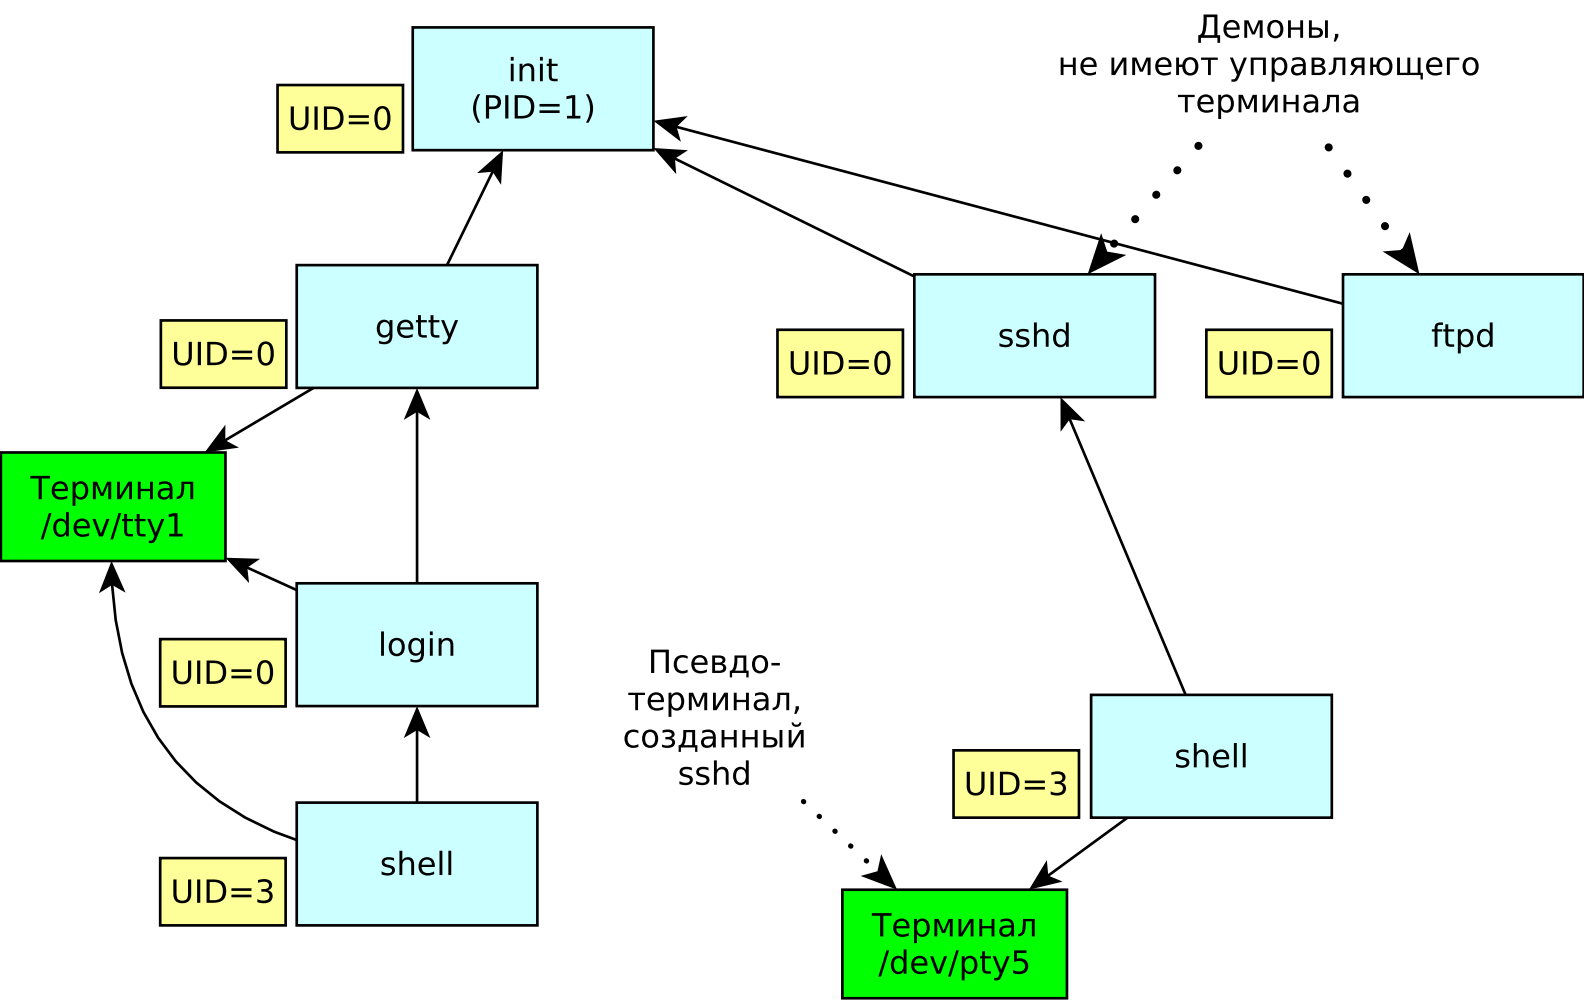 Демоны,
не имеют управляющего
терминала
init
(PID=1)
UID=0
getty
UID=0
sshd
UID=0
ftpd
UID=0
Терминал
/dev/tty1
login
UID=0
Псевдо-
терминал,
созданный
sshd
shell
UID=3
shell
UID=3
Терминал
/dev/pty5